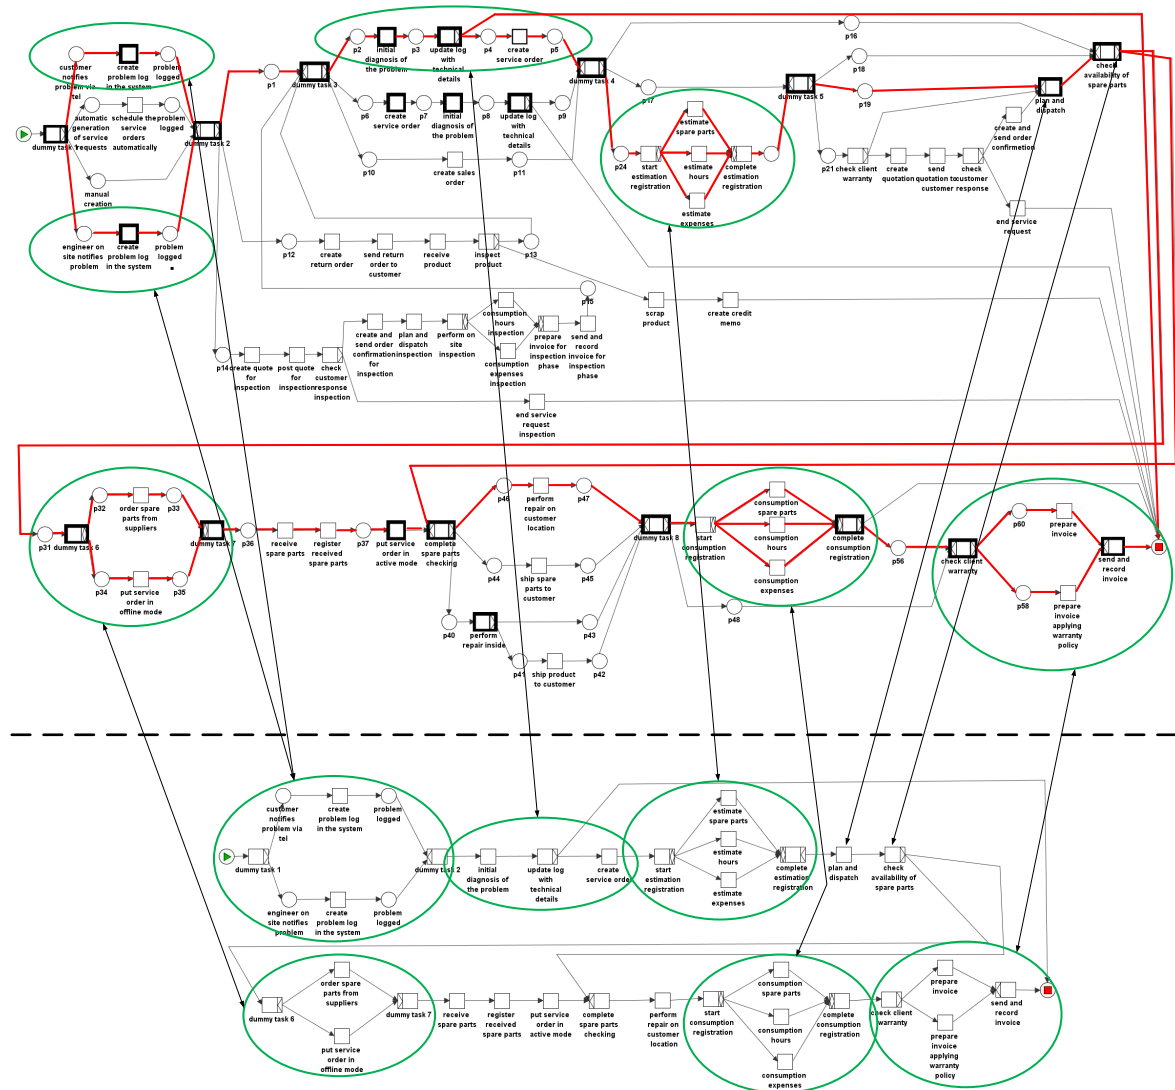 customer
notifies
problem via
tel
create
problem log
in the system
problem
logged
automatic
generation
of service
requests
schedule the
service
orders
automatically
problem
logged
dummy task
dummy task 2
manual
creation
engineer on
site notifies
problem
create
problem log
in the system
problem
logged
p1
dummy task 3
p2
initial
diagnosis of
the problem
p3
update log
with
technical
details
p4
create
service order
p5
dummy task 4
p6
create
service order
p7
initial
diagnosis of
the problem
p8
update log
with
technical
details
p9
p10
create sales
order
p11
p12
create
return order
send return
order to
customer
receive
product
inspect
product
p13
p14
create quote
for
inspection
post quote
for
inspection
check
customer
response
inspection
create and
send order
confirmation
for
inspection
plan and
dispatch
inspection
perform on
site
inspection
consumption
hours
inspection
consumption
expenses
inspection
prepare
invoice for
inspection
phase
send and
record
invoice for
inspection
phase
p15
end service
request
inspection
scrap
product
create credit
memo
p16
p17
p18
p19
dummy task 5
estimate
spare parts
p24
start
estimation
registration
estimate
hours
complete
estimation
registration
estimate
expenses
p21
check client
warranty
create
quotation
send
quotation to
customer
check
customer
response
create and
send order
confirmetion
end service
request
plan and
dispatch
check
availability of
spare parts
p31
dummy task 6
p32
order spare
parts from
suppliers
p33
p34
put service
order in
offline mode
p35
dummy task 7
p36
receive
spare parts
register
received
spare parts
p37
put service
order in
active mode
complete
spare parts
checking
p46
perform
repair on
customer
location
p47
p44
ship spare
parts to
customer
p45
p40
perform
repair inside
p43
p41
ship product
to customer
p42
dummy task 8
start
consumption
registration
consumption
spare parts
consumption
hours
consumption
expenses
complete
consumption
registration
p48
p56
check client
warranty
p60
prepare
invoice
p58
prepare
invoice
applying
warranty
policy
send and
record
invoice
customer
notifies
problem via
tel
create
problem log
in the system
problem
logged
dummy task 1
dummy task 2
engineer on
site notifies
problem
create
problem log
in the system
problem
logged
initial
diagnosis of
the problem
update log
with
technical
details
create
service order
start
estimation
registration
estimate
spare parts
estimate
hours
estimate
expenses
complete
estimation
registration
plan and
dispatch
check
availability of
spare parts
dummy task 6
order spare
parts from
suppliers
put service
order in
offline mode
dummy task 7
receive
spare parts
register
received
spare parts
put service
order in
active mode
complete
spare parts
checking
perform
repair on
customer
location
start
consumption
registration
consumption
spare parts
consumption
hours
consumption
expenses
complete
consumption
registration
check client
warranty
prepare
invoice
prepare
invoice
applying
warranty
policy
send and
record
invoice